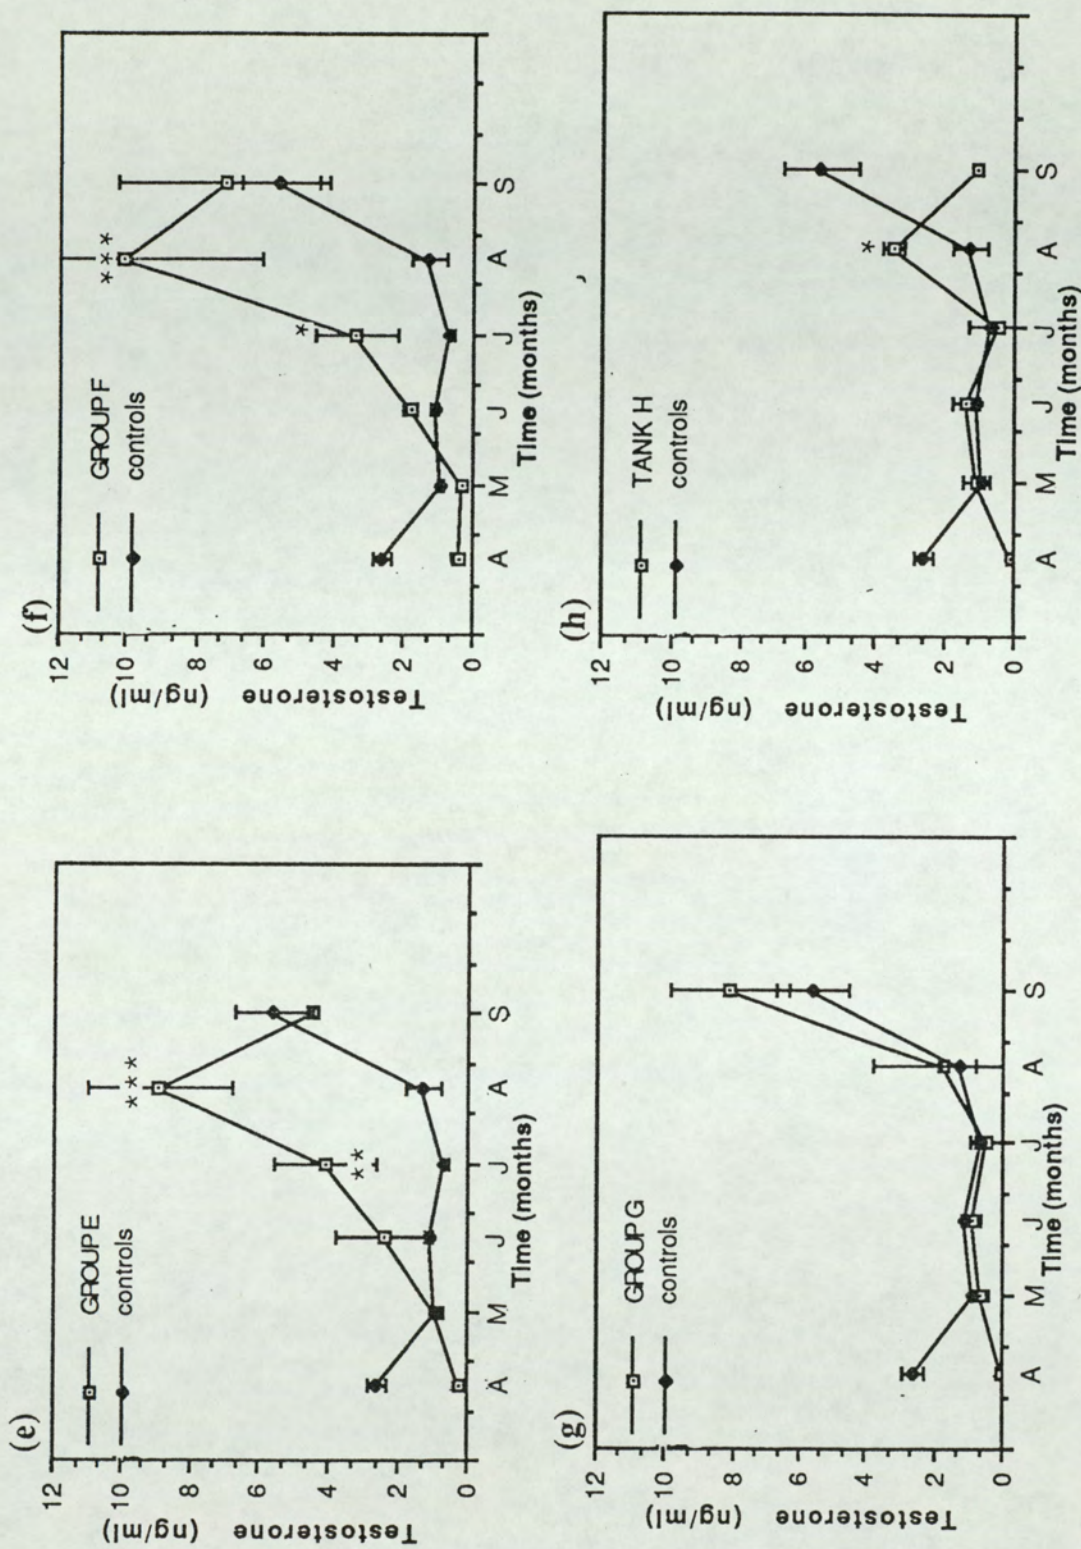 (e)
GROUP E
controls
12
10
8
6
4
2
0
Testosterone (ng/ml)
***
**
A M J J A S
Time (months)
(f)
GROUP F
controls
12
10
8
6
4
2
0
Testosterone (ng/ml)
***
*
A M J J A S
Time (months)
(g)
GROUP G
controls
12
10
8
6
4
2
0
Testosterone (ng/ml)
A M J J A S
Time (months)
(h)
TANK H
controls
12
10
8
6
4
2
0
Testosterone (ng/ml)
*
A M J J A S
Time (months)